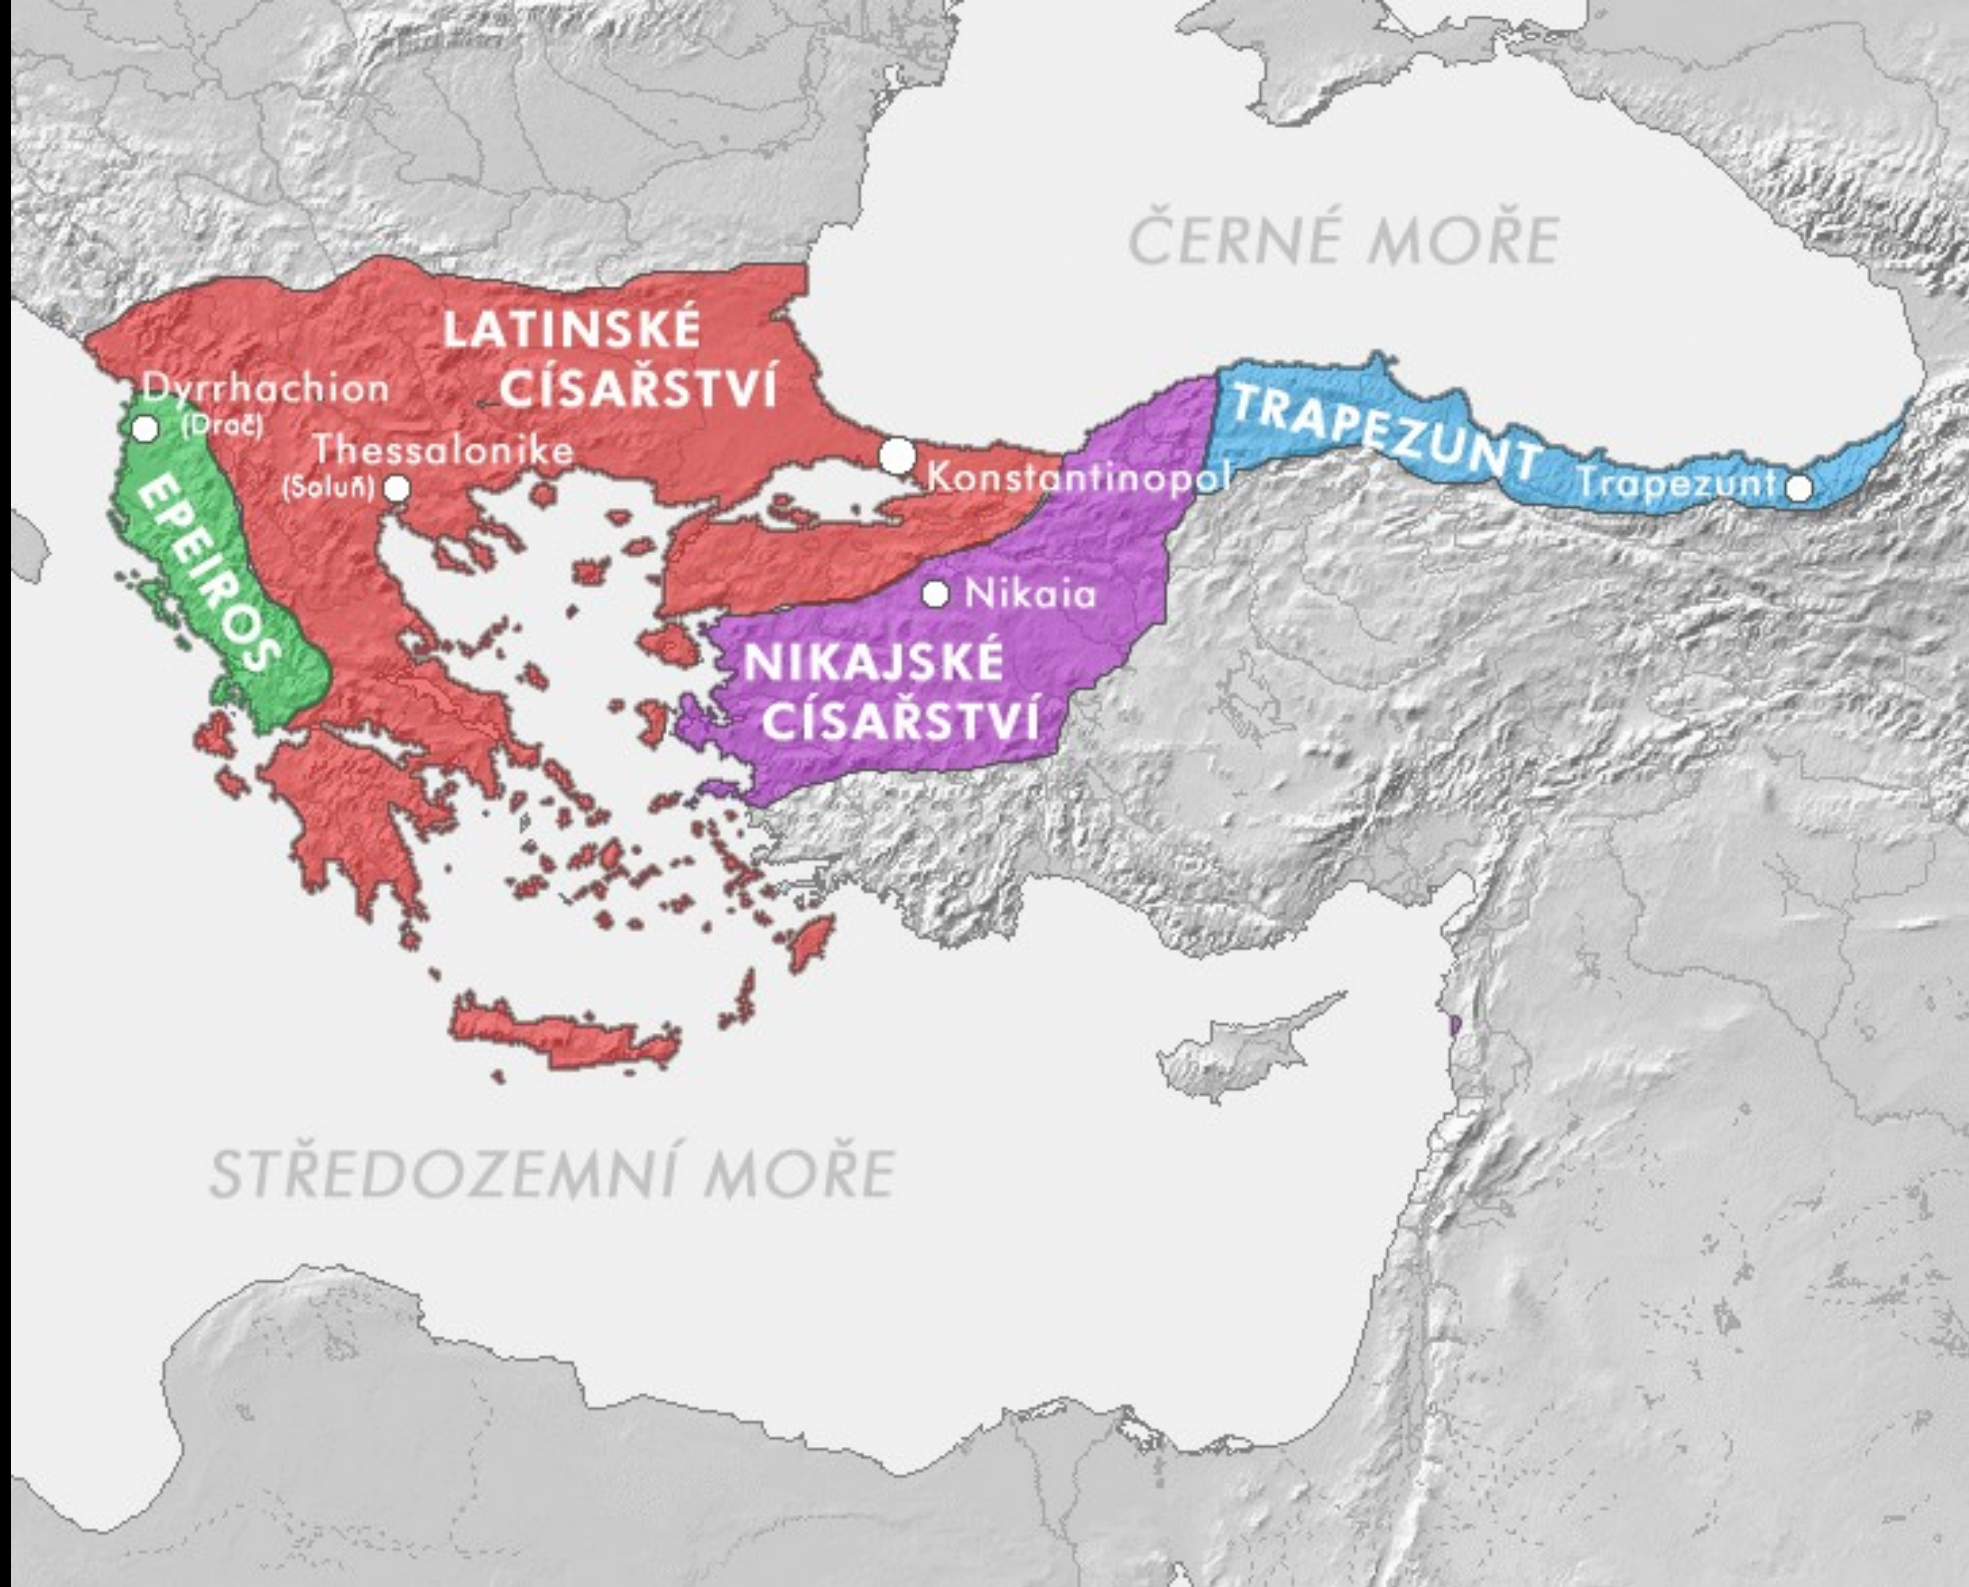 ČERNÉ MOŘE
LATINSKÉ
CÍSAŘSTVÍ
Dyrrhachion
(Drač)
Thessalonike
(Soluň)
Konstantinopol
TRAPEZUNT
Trapezunt
EPEIROS
Nikaia
NIKAJSKÉ
CÍSAŘSTVÍ
STŘEDOZEMNÍ MOŘE